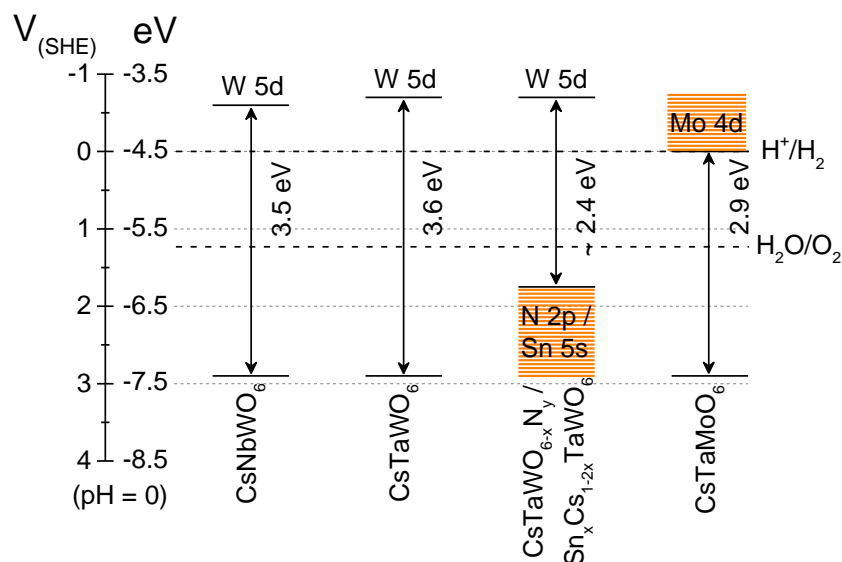 V(SHE) eV
-1 -3.5
0 -4.5
1 -5.5
2 -6.5
3 -7.5
4 -8.5
(pH = 0)
W 5d
W 5d
W 5d
Mo 4d
H⁺/H₂
H₂O/O₂
3.5 eV
3.6 eV
~ 2.4 eV
2.9 eV
N 2p /
Sn 5s
CsNbWO₆
CsTaWO₆
CsTaWO₆₋ₓNy /
SnₓCs₁₋₂ₓTaWO₆
CsTaMoO₆